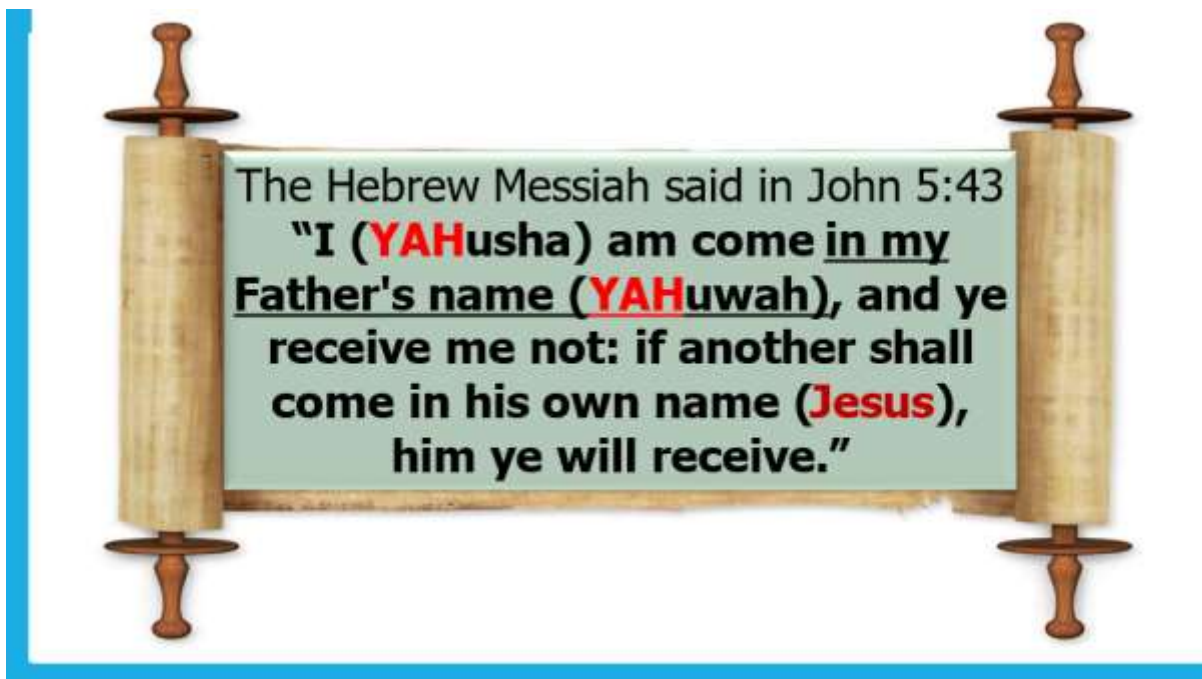 The Hebrew Messiah said in John 5:43
“I (YAHusha) am come in my
Father's name (YAHuwah), and ye
receive me not: if another shall
come in his own name (Jesus),
him ye will receive.”